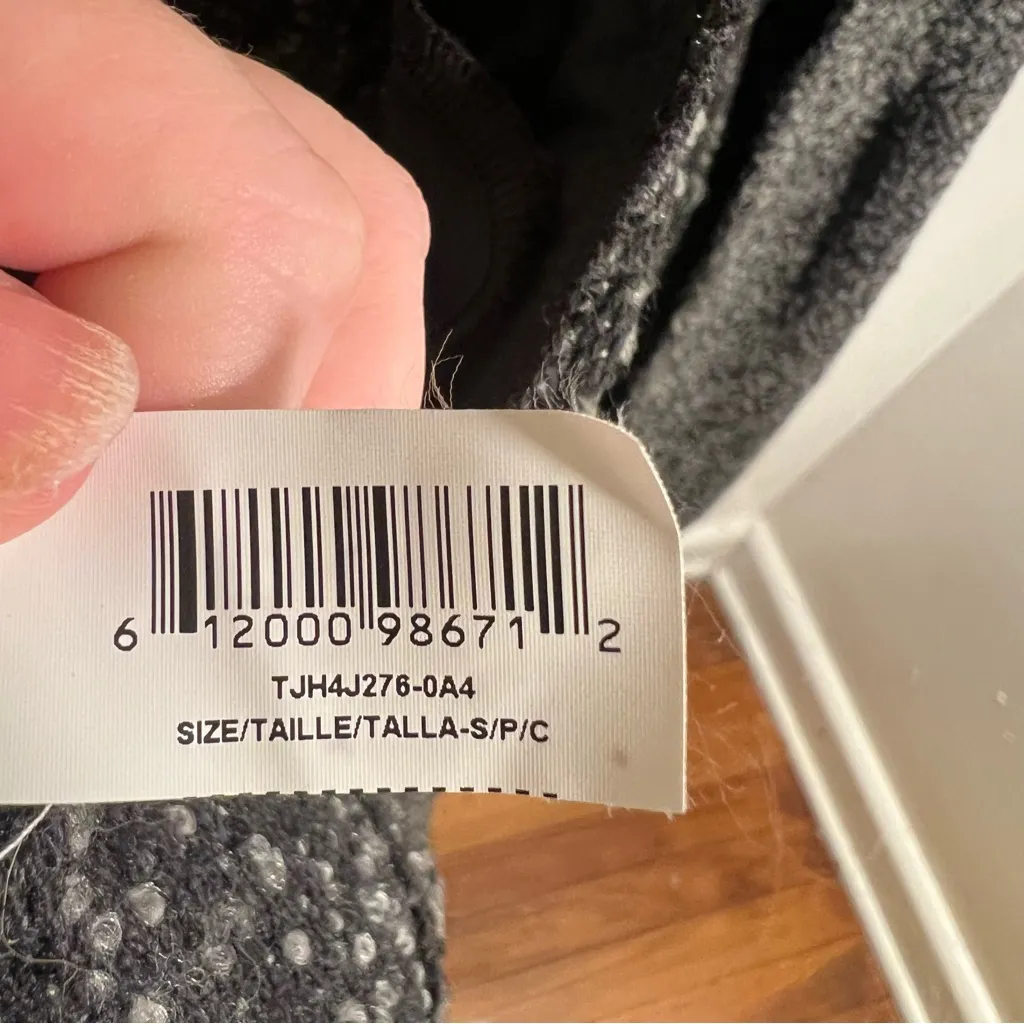 6 12000 98671 2
TJH4J276-0A4
SIZE/TAILLE/TALLA-S/P/C